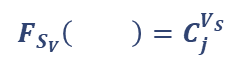 F_{S_V}(      ) = C_j^{V_S}